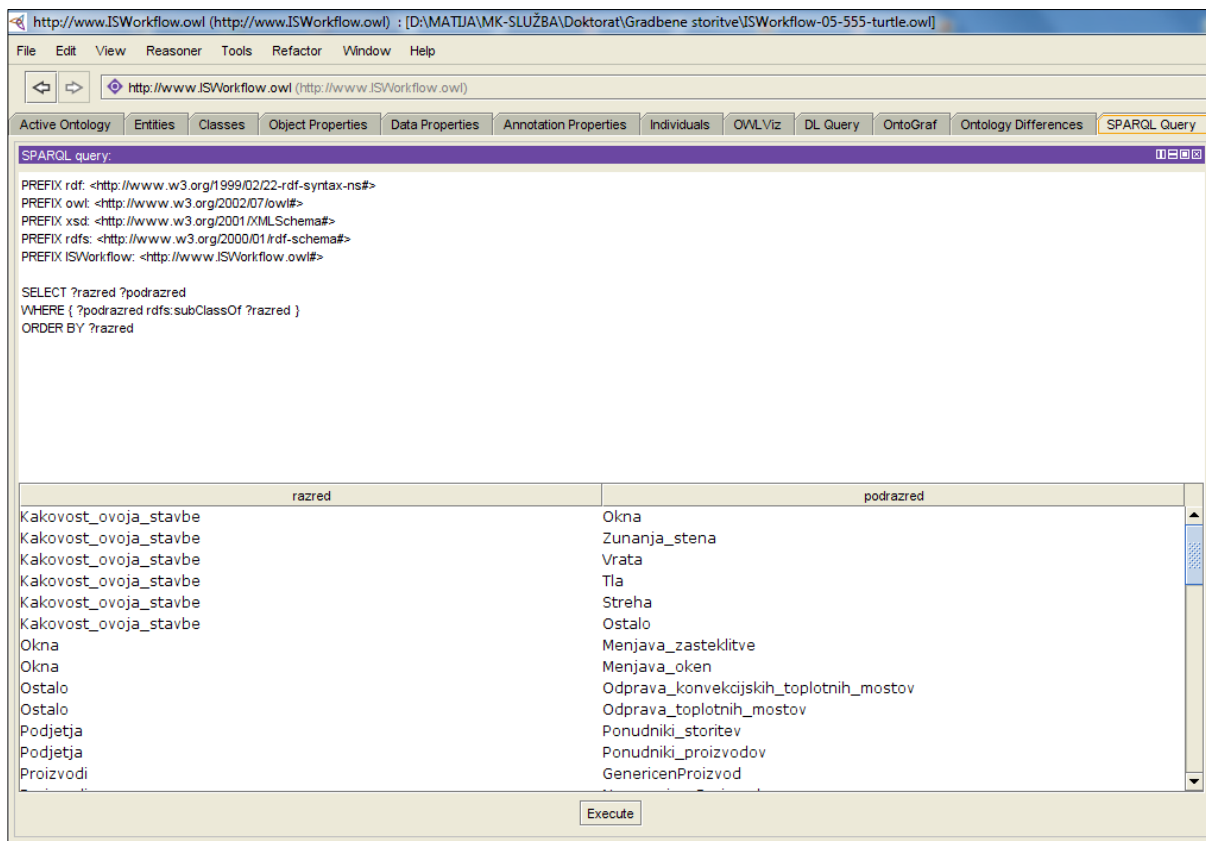 http://www.ISWorkflow.owl (http://www.ISWorkflow.owl) : [D:\MATIJA\MK-SLUŽBA\Doktorat\Gradbene storitve\ISWorkflow-05-555-turtle.owl]
File Edit View Reasoner Tools Refactor Window Help
http://www.ISWorkflow.owl (http://www.ISWorkflow.owl)
Active Ontology Entities Classes Object Properties Data Properties Annotation Properties Individuals OWLViz DL Query OntoGraf Ontology Differences SPARQL Query
SPARQL query:
PREFIX rdf: <http://www.w3.org/1999/02/22-rdf-syntax-ns#>
PREFIX owl: <http://www.w3.org/2002/07/owl#>
PREFIX xsd: <http://www.w3.org/2001/XMLSchema#>
PREFIX rdfs: <http://www.w3.org/2000/01/rdf-schema#>
PREFIX ISWorkflow: <http://www.ISWorkflow.owl#>
SELECT ?razred ?podrazred
WHERE { ?podrazred rdfs:subClassOf ?razred }
ORDER BY ?razred
razred podrazred
Kakovost_ovoja_stavbe Okna
Kakovost_ovoja_stavbe Zunanja_stena
Kakovost_ovoja_stavbe Vrata
Kakovost_ovoja_stavbe Tla
Kakovost_ovoja_stavbe Streha
Kakovost_ovoja_stavbe Ostalo
Okna Menjava_zasteklitve
Okna Menjava_oken
Ostalo Odprava_konvekcijskih_toplotnih_mostov
Ostalo Odprava_toplotnih_mostov
Podjetja Ponudniki_storitev
Podjetja Ponudniki_proizvodov
Proizvodi GenericenProizvod
Execute